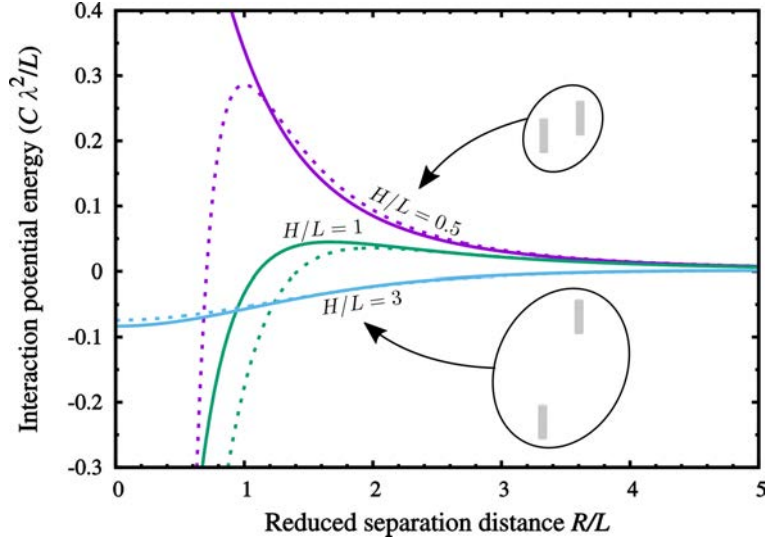 0.4
0.3
0.2
0.1
0
-0.1
-0.2
-0.3
Interaction potential energy (C λ²/L)
H/L = 0.5
H/L = 1
H/L = 3
0 1 2 3 4 5
Reduced separation distance R/L